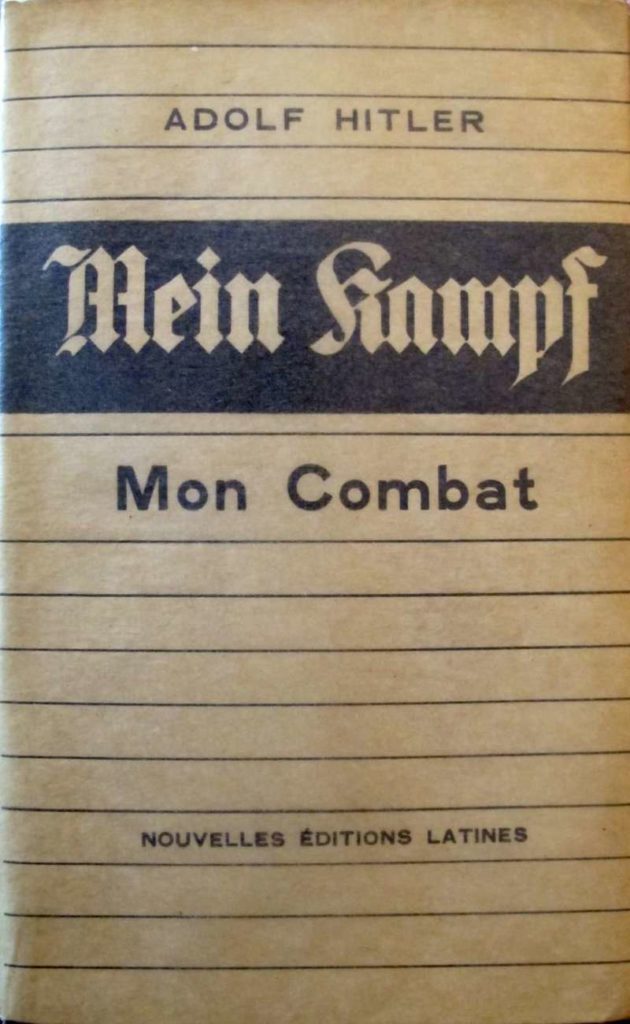 ADOLF HITLER
Mein Kampf
Mon Combat
NOUVELLES ÉDITIONS LATINES